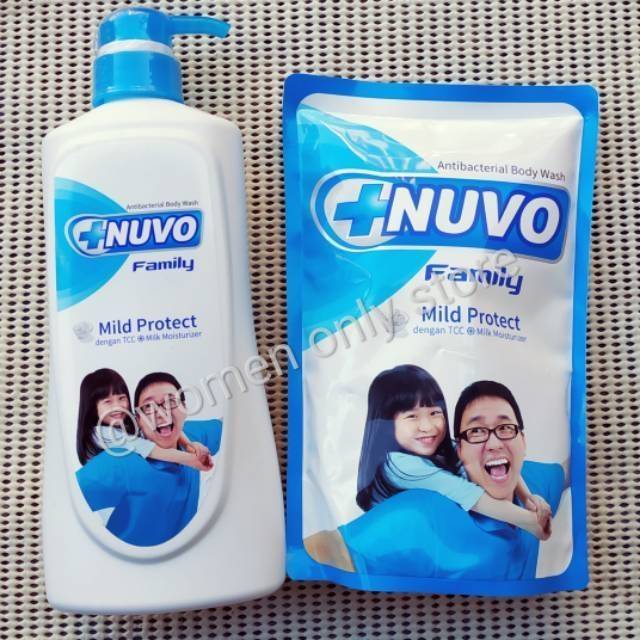 Antibacterial Body Wash
NUVO
Family
Mild Protect
dengan TCC + Milk Moisturizer
Antibacterial Body Wash
NUVO
Family
Mild Protect
dengan TCC + Milk Moisturizer
@women only store